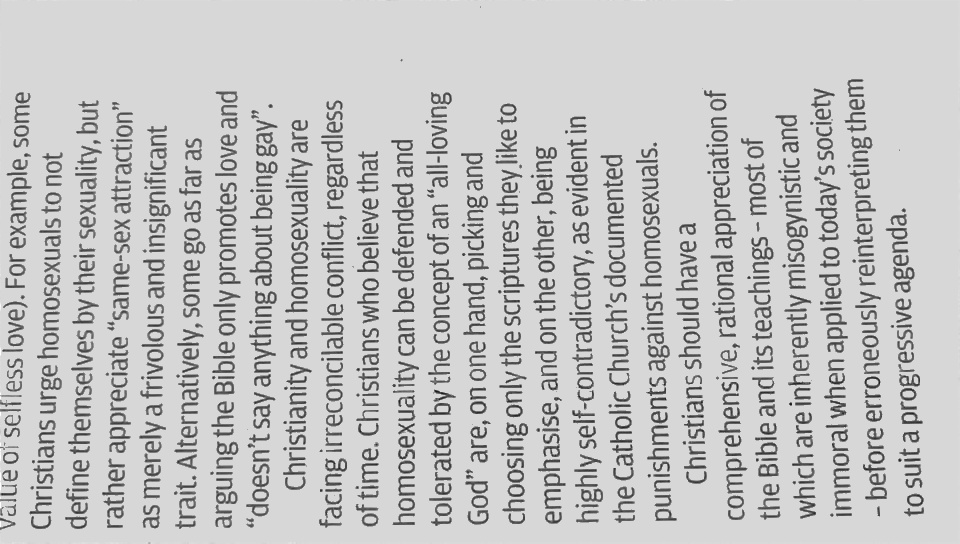 value of selfless love). For example, some
Christians urge homosexuals to not
define themselves by their sexuality, but
rather appreciate “same-sex attraction”
as merely a frivolous and insignificant
trait. Alternatively, some go as far as
arguing the Bible only promotes love and
“doesn’t say anything about being gay”.
Christianity and homosexuality are
facing irreconcilable conflict, regardless
of time. Christians who believe that
homosexuality can be defended and
tolerated by the concept of an “all-loving
God” are, on one hand, picking and
choosing only the scriptures they like to
emphasise, and on the other, being
highly self-contradictory, as evident in
the Catholic Church’s documented
punishments against homosexuals.
Christians should have a
comprehensive, rational appreciation of
the Bible and its teachings - most of
which are inherently misogynistic and
immoral when applied to today’s society
- before erroneously reinterpreting them
to suit a progressive agenda.